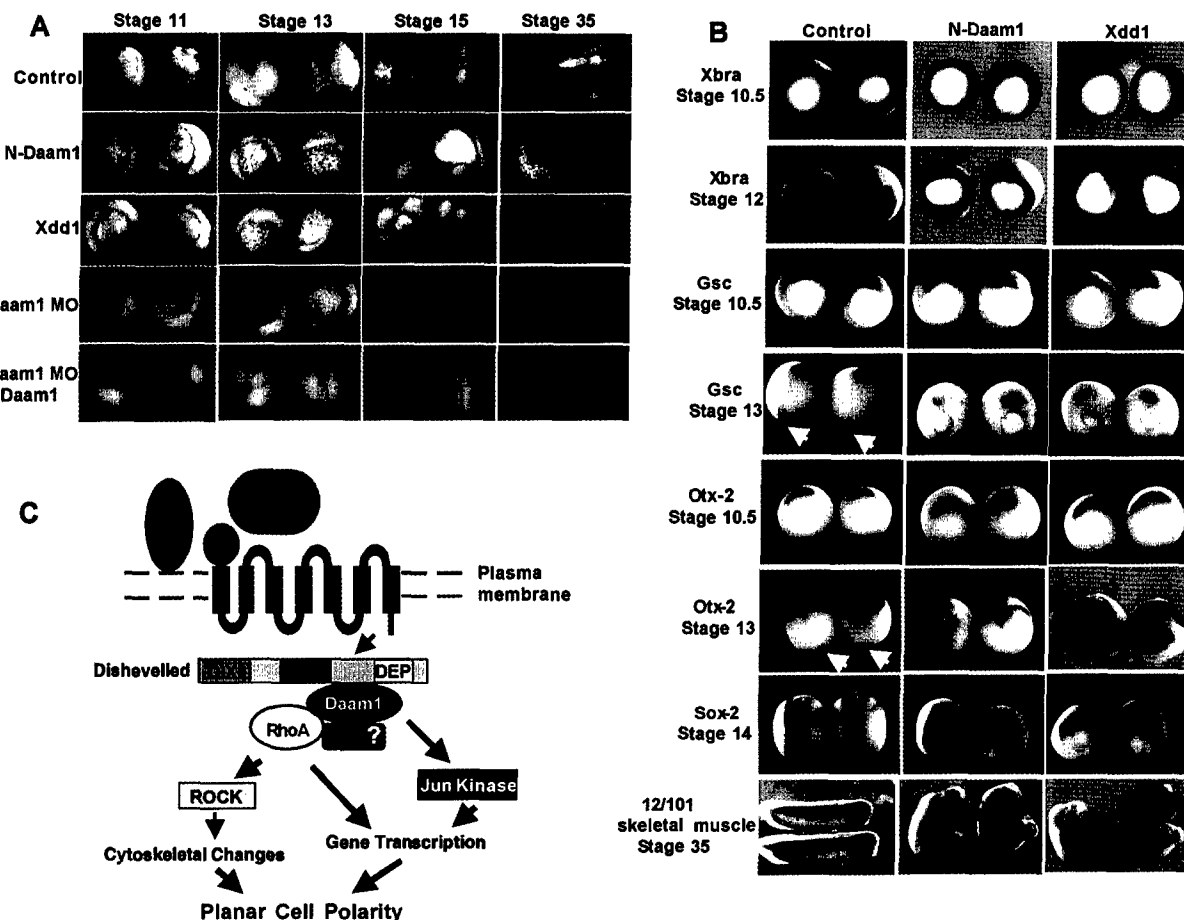 A
Stage 11 Stage 13 Stage 15 Stage 35
Control
N-Daam1
Xdd1
aam1 MO
aam1 MO
Daam1
B
Control N-Daam1 Xdd1
Xbra
Stage 10.5
Xbra
Stage 12
Gsc
Stage 10.5
Gsc
Stage 13
Otx-2
Stage 10.5
Otx-2
Stage 13
Sox-2
Stage 14
12/101
skeletal muscle
Stage 35
C
Plasma
membrane
Dishevelled
DEP
Daam1
RhoA
?
ROCK
Jun Kinase
Cytoskeletal Changes
Gene Transcription
Planar Cell Polarity